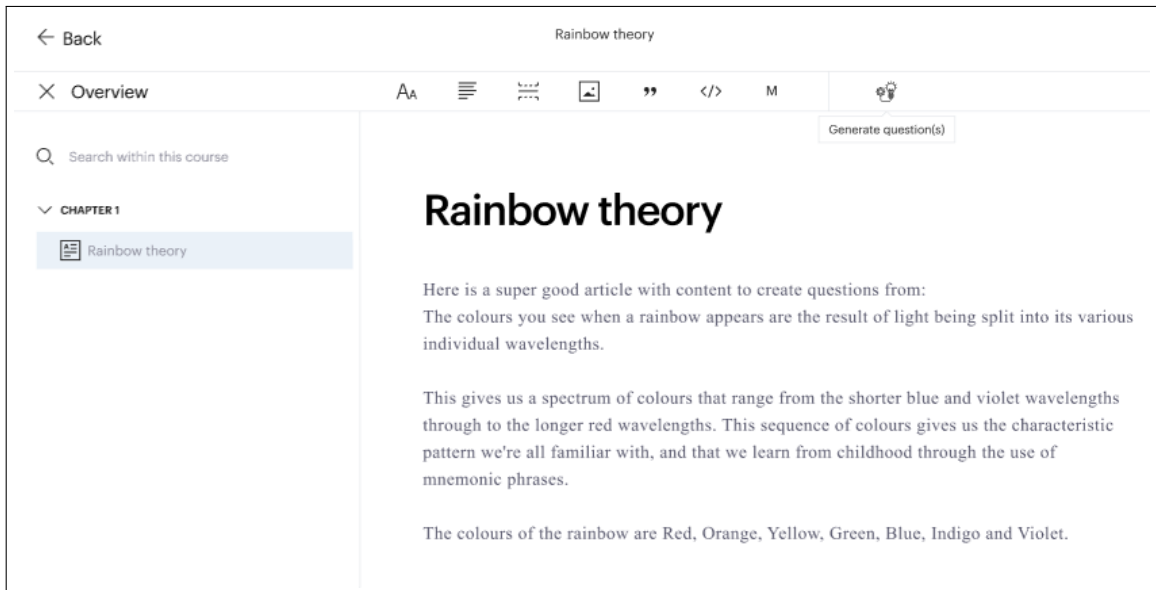 Back
Rainbow theory
Overview
AA
”
</>
M
Generate question(s)
Search within this course
CHAPTER 1
Rainbow theory
Rainbow theory
Here is a super good article with content to create questions from:
The colours you see when a rainbow appears are the result of light being split into its various
individual wavelengths.
This gives us a spectrum of colours that range from the shorter blue and violet wavelengths
through to the longer red wavelengths. This sequence of colours gives us the characteristic
pattern we're all familiar with, and that we learn from childhood through the use of
mnemonic phrases.
The colours of the rainbow are Red, Orange, Yellow, Green, Blue, Indigo and Violet.